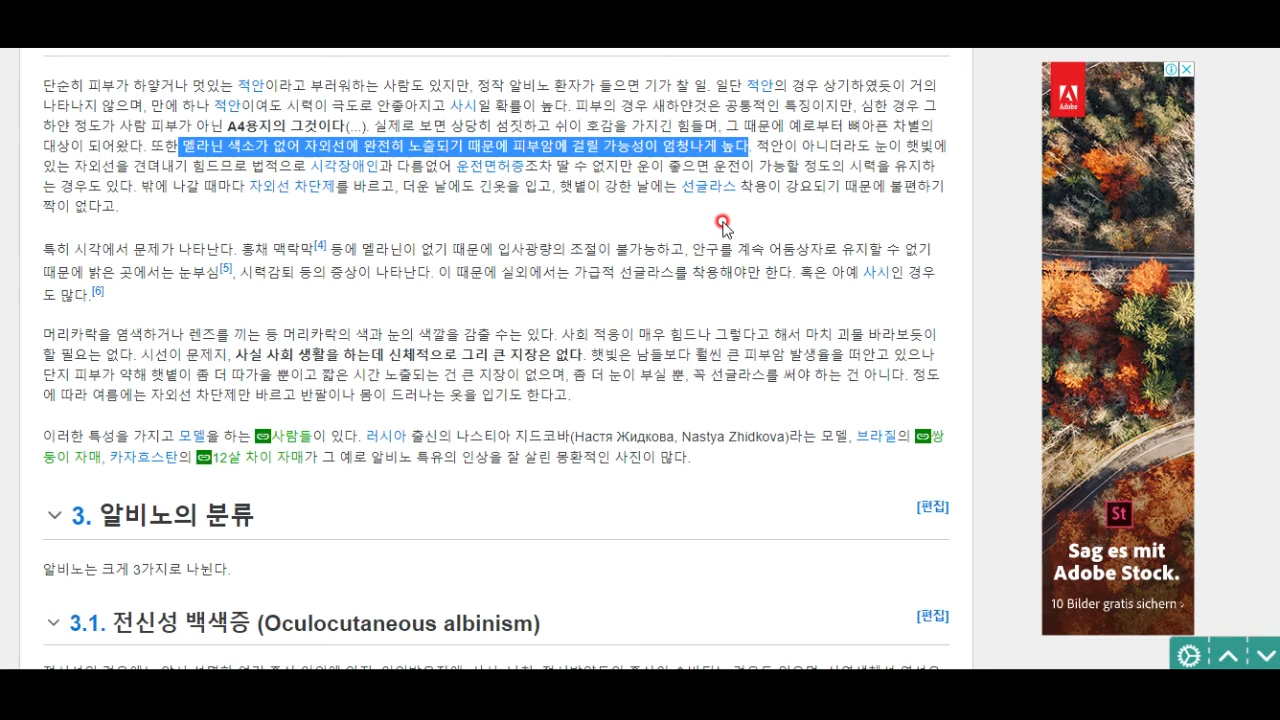 단순히 피부가 하얗거나 멋있는 적안이라고 부러워하는 사람도 있지만, 정작 알비노 환자가 들으면 기가 찰 일. 일단 적안의 경우 상기하였듯이 거의
나타나지 않으며, 만에 하나 적안이여도 시력이 극도로 안좋아지고 사시일 확률이 높다. 피부의 경우 새하얀것은 공통적인 특징이지만, 심한 경우 그
하얀 정도가 사람 피부가 아닌 A4용지의 그것이다(...). 실제로 보면 상당히 섬짓하고 쉬이 호감을 가지긴 힘들며, 그 때문에 예로부터 뼈아픈 차별의
대상이 되어왔다. 또한 멜라닌 색소가 없어 자외선에 완전히 노출되기 때문에 피부암에 걸릴 가능성이 엄청나게 높다. 적안이 아니더라도 눈이 햇빛에
있는 자외선을 견뎌내기 힘드므로 법적으로 시각장애인과 다름없어 운전면허증조차 딸 수 없지만 운이 좋으면 운전이 가능할 정도의 시력을 유지하
는 경우도 있다. 밖에 나갈 때마다 자외선 차단제를 바르고, 더운 날에도 긴옷을 입고, 햇볕이 강한 날에는 선글라스 착용이 강요되기 때문에 불편하기
짝이 없다고.
특히 시각에서 문제가 나타난다. 홍채 맥락막[4] 등에 멜라닌이 없기 때문에 입사광량의 조절이 불가능하고, 안구를 계속 어둠상자로 유지할 수 없기
때문에 밝은 곳에서는 눈부심[5], 시력감퇴 등의 증상이 나타난다. 이 때문에 실외에서는 가급적 선글라스를 착용해야만 한다. 혹은 아예 사시인 경우
도 많다.[6]
머리카락을 염색하거나 렌즈를 끼는 등 머리카락의 색과 눈의 색깔을 감출 수는 있다. 사회 적응이 매우 힘드나 그렇다고 해서 마치 괴물 바라보듯이
할 필요는 없다. 시선이 문제지, 사실 사회 생활을 하는데 신체적으로 그리 큰 지장은 없다. 햇빛은 남들보다 훨씬 큰 피부암 발생율을 떠안고 있으나
단지 피부가 약해 햇볕이 좀 더 따가울 뿐이고 짧은 시간 노출되는 건 큰 지장이 없으며, 좀 더 눈이 부실 뿐, 꼭 선글라스를 써야 하는 건 아니다. 정도
에 따라 여름에는 자외선 차단제만 바르고 반팔이나 몸이 드러나는 옷을 입기도 한다고.
이러한 특성을 가지고 모델을 하는 사람들이 있다. 러시아 출신의 나스티아 지드코바(Настя Жидкова, Nastya Zhidkova)라는 모델, 브라질의 쌍
둥이 자매, 카자흐스탄의 12살 차이 자매가 그 예로 알비노 특유의 인상을 잘 살린 몽환적인 사진이 많다.
3. 알비노의 분류 [편집]
알비노는 크게 3가지로 나뉜다.
3.1. 전신성 백색증 (Oculocutaneous albinism) [편집]
Adobe
St
Sag es mit
Adobe Stock.
10 Bilder gratis sichern ›